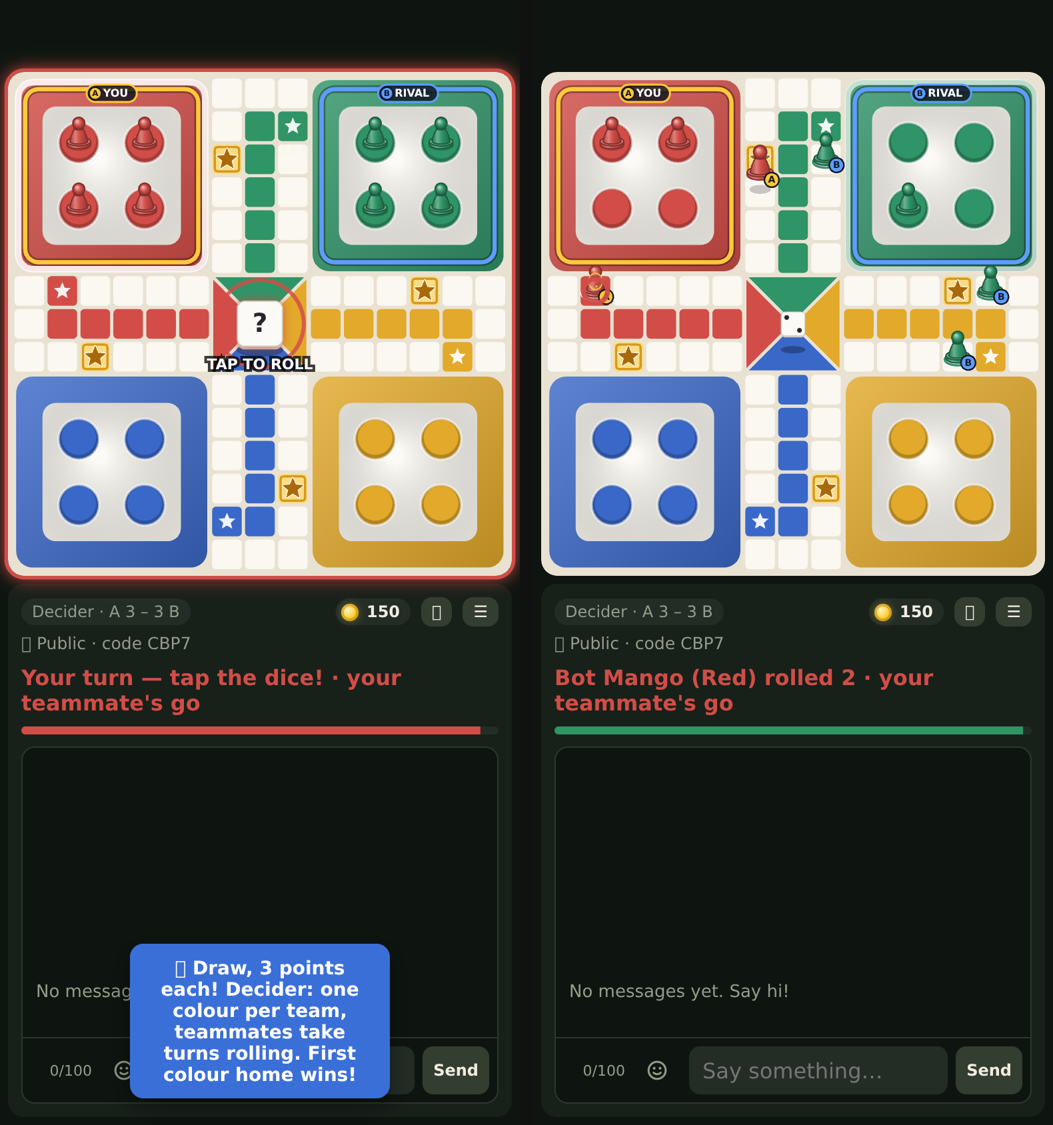 A YOU
B RIVAL
?
TAP TO ROLL
Decider · A 3 – 3 B
150
Public · code CBP7
Your turn — tap the dice! · your
teammate's go
No messag
Draw, 3 points
each! Decider: one
colour per team,
teammates take
turns rolling. First
colour home wins!
0/100
Send
A YOU
B RIVAL
A
B
A
B
B
Decider · A 3 – 3 B
150
Public · code CBP7
Bot Mango (Red) rolled 2 · your
teammate's go
No messages yet. Say hi!
0/100
Say something...
Send